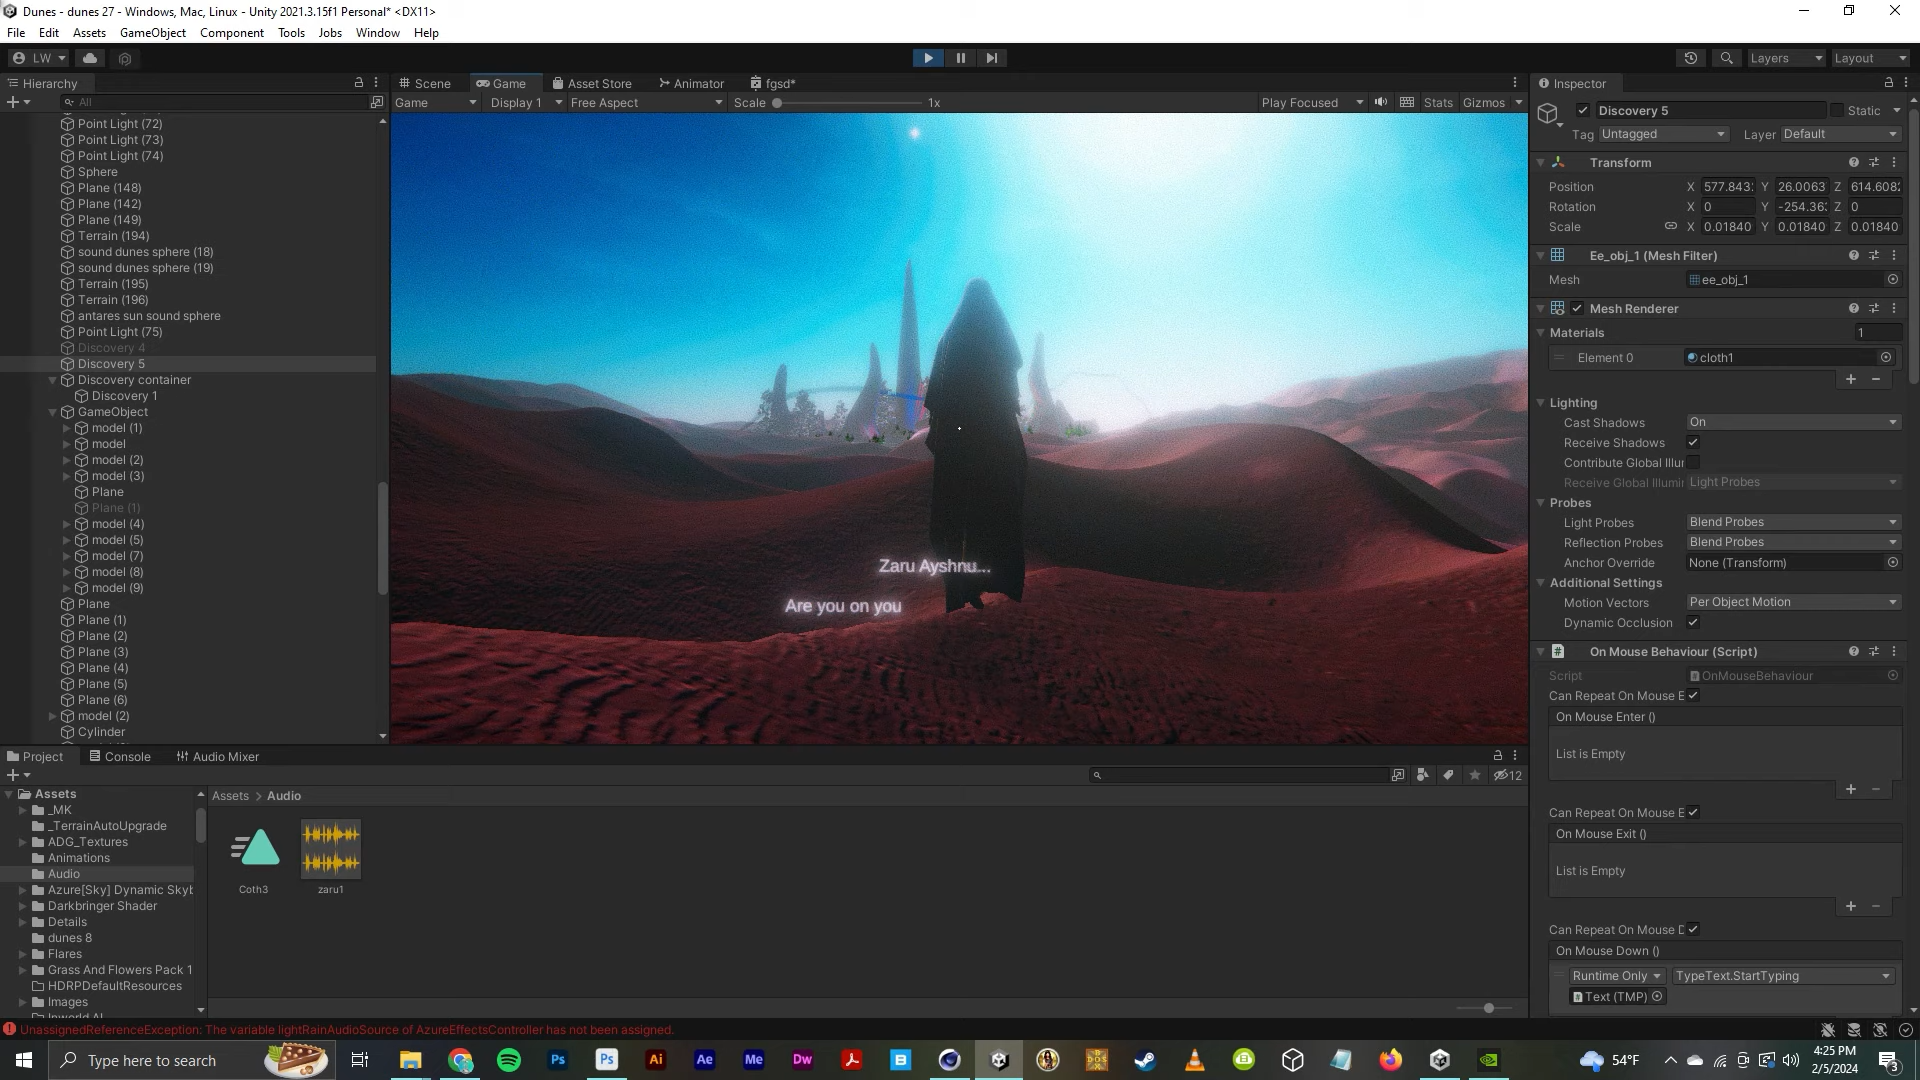 Dunes - dunes 27 - Windows, Mac, Linux - Unity 2021.3.15f1 Personal* <DX11>
File Edit Assets GameObject Component Tools Jobs Window Help
LW Layers Layout
Hierarchy
All
Point Light (72)
Point Light (73)
Point Light (74)
Sphere
Plane (148)
Plane (142)
Plane (149)
Terrain (194)
sound dunes sphere (18)
sound dunes sphere (19)
Terrain (195)
Terrain (196)
antares sun sound sphere
Point Light (75)
Discovery 4
Discovery 5
Discovery container
Discovery 1
GameObject
model (1)
model
model (2)
model (3)
Plane
Plane (1)
model (4)
model (5)
model (7)
model (8)
model (9)
Plane
Plane (1)
Plane (2)
Plane (3)
Plane (4)
Plane (5)
Plane (6)
model (2)
Cylinder
Scene Game Asset Store Animator fgsd*
Game Display 1 Free Aspect Scale 1x Play Focused Stats Gizmos
Zaru Ayshnu...
Are you on you
Inspector
Discovery 5 Static
Tag Untagged Layer Default
Transform
Position X 577.843 Y 26.0063 Z 614.6082
Rotation X 0 Y -254.36 Z 0
Scale X 0.01840 Y 0.01840 Z 0.01840
Ee_obj_1 (Mesh Filter)
Mesh ee_obj_1
Mesh Renderer
Materials 1
Element 0 cloth1
Lighting
Cast Shadows On
Receive Shadows
Contribute Global Illu
Receive Global Illumi Light Probes
Probes
Light Probes Blend Probes
Reflection Probes Blend Probes
Anchor Override None (Transform)
Additional Settings
Motion Vectors Per Object Motion
Dynamic Occlusion
On Mouse Behaviour (Script)
Script OnMouseBehaviour
Can Repeat On Mouse E
On Mouse Enter ()
List is Empty
Can Repeat On Mouse E
On Mouse Exit ()
List is Empty
Can Repeat On Mouse D
On Mouse Down ()
Runtime Only TypeText.StartTyping
Text (TMP)
Project Console Audio Mixer
12
Assets
_MK
_TerrainAutoUpgrade
ADG_Textures
Animations
Audio
Azure[Sky] Dynamic Skyb
Darkbringer Shader
Details
dunes 8
Flares
Grass And Flowers Pack 1
HDRPDefaultResources
Images
Inworld AI
Assets > Audio
Coth3 zaru1
UnassignedReferenceException: The variable lightRainAudioSource of AzureEffectsController has not been assigned.
Type here to search
Ps Ps Ai Ae Me Dw
54°F
4:25 PM
2/5/2024
3